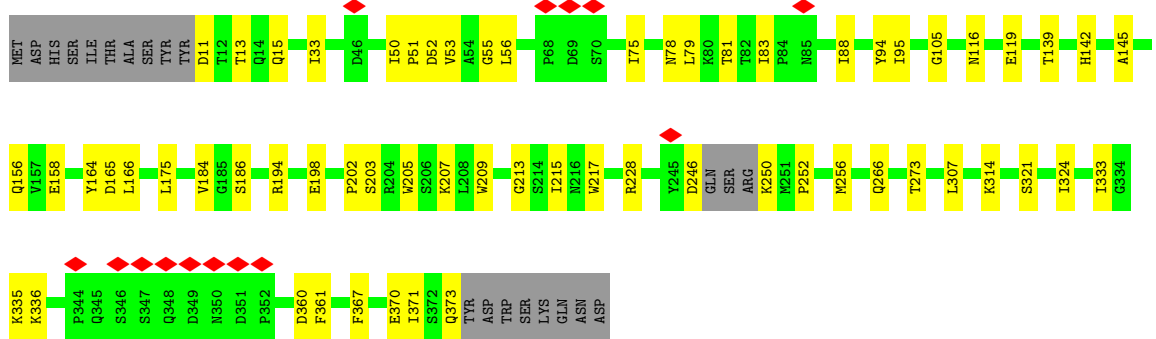 MET ASP HIS SER ILE THR ALA SER TYR TYR D11 T12 T13 Q14 Q15 I33 D46 I50 P51 D52 V53 A54 G55 L56 P68 D69 S70 I75 N78 L79 K80 T81 T82 I83 P84 N85 I88 Y94 I95 G105 N116 E119 T139 H142 A145
Q156 V157 E158 Y164 D165 L166 L175 V184 G185 S186 R194 E198 P202 S203 R204 W205 S206 K207 L208 W209 G213 S214 I215 N216 W217 R228 Y245 D246 GLN SER ARG K250 M251 P252 M256 Q266 T273 L307 K314 S321 I324 I333 G334
K335 K336 P344 Q345 S346 S347 Q348 D349 N350 D351 P352 D360 F361 F367 E370 I371 S372 Q373 TYR ASP TRP SER LYS GLN ASN ASP